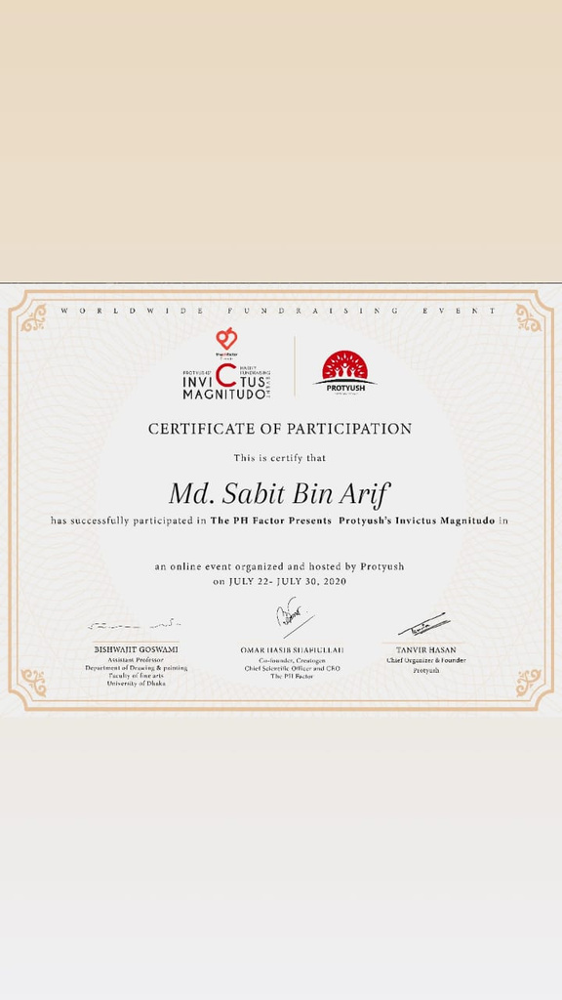 WORLDWIDE FUNDRAISING EVENT
PROTYUSH'
CHARITY
FUNDRAISING
INVICTUS
EVENT
MAGNITUDO
PROTYUSH
CERTIFICATE OF PARTICIPATION
This is certify that
Md. Sabit Bin Arif
has successfully participated in The PH Factor Presents Protyush's Invictus Magnitudo in
an online event organized and hosted by Protyush
on JULY 22- JULY 30, 2020
BISHWAJIT GOSWAMI
Assistant Professor
Department of Drawing & painting
Faculty of fine arts
University of Dhaka
OMAR HASIB SHAFIULLAH
Co-founder, Creatogen
Chief Scientific Officer and CBO
The PH Factor
TANVIR HASAN
Chief Organizer & Founder
Protyush